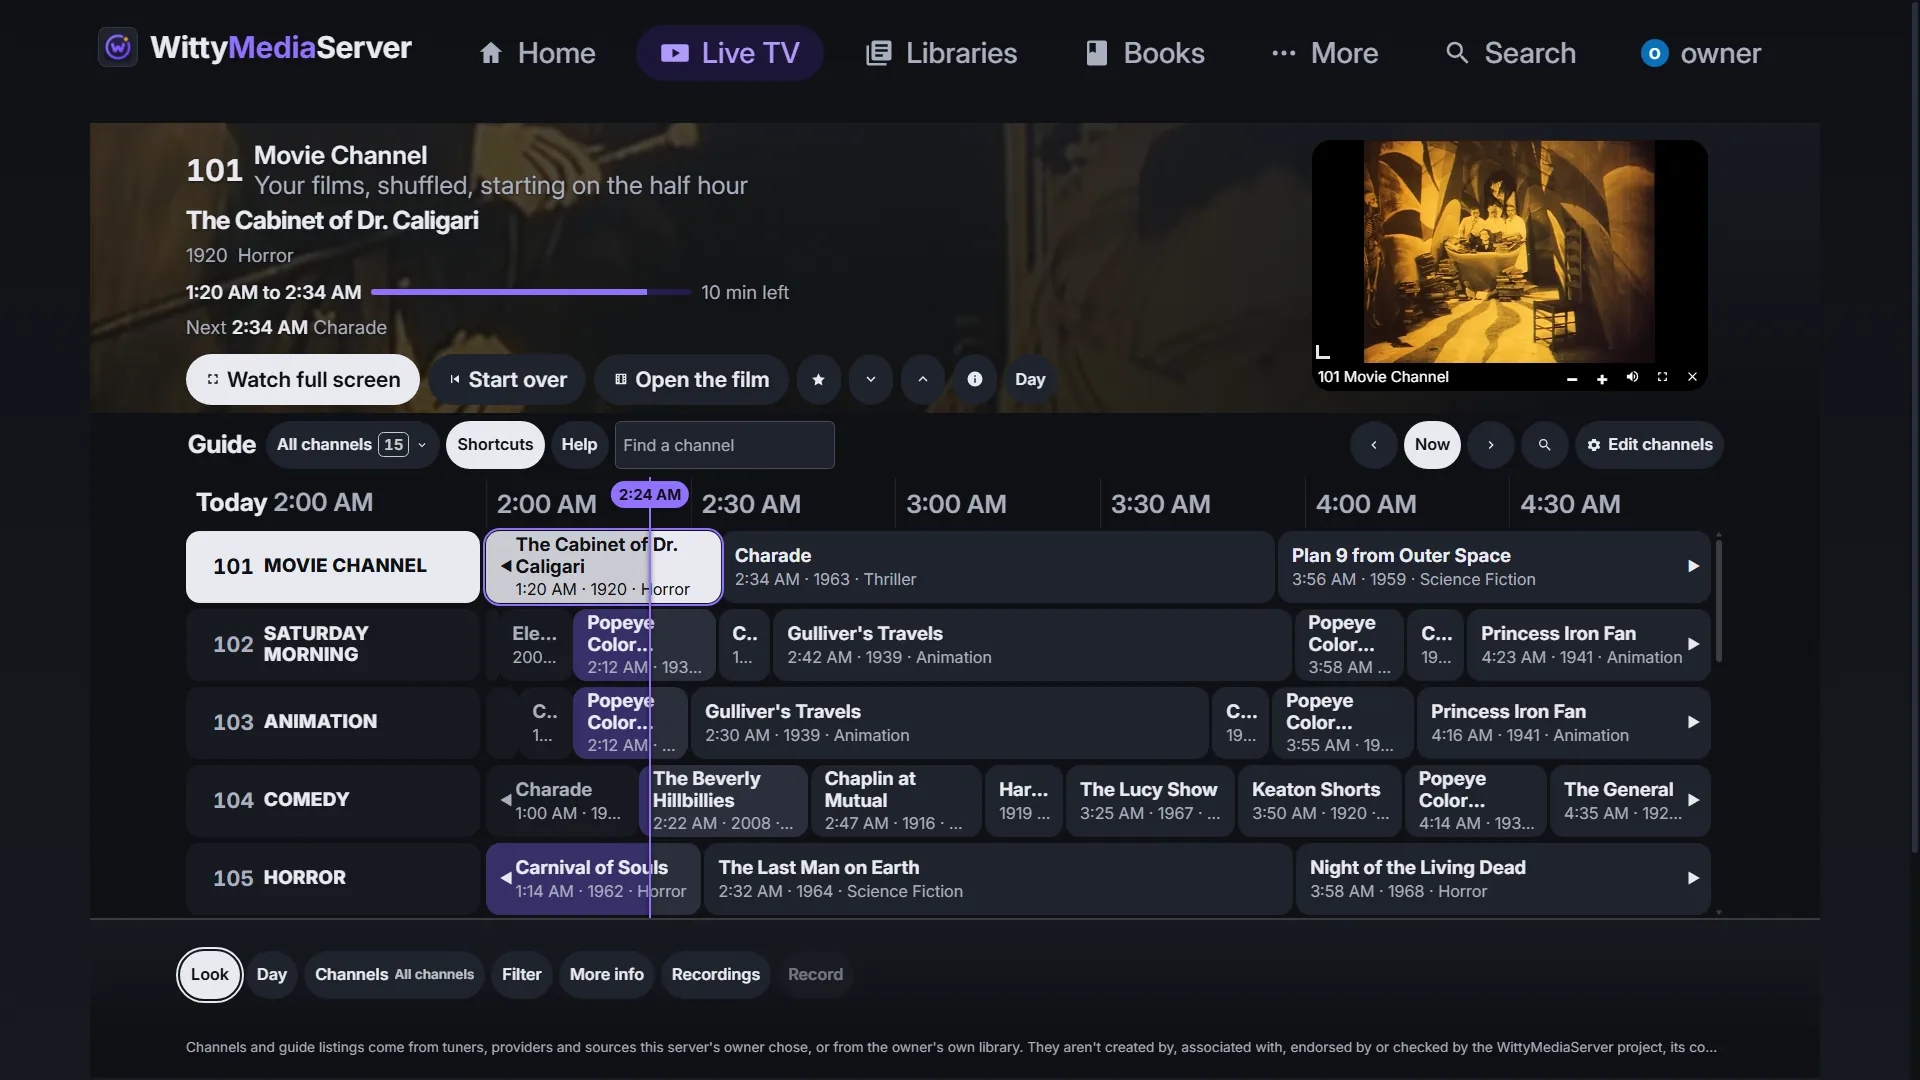 WittyMediaServer
Home
Live TV
Libraries
Books
More
Search
o owner
101
Movie Channel
Your films, shuffled, starting on the half hour
The Cabinet of Dr. Caligari
1920 Horror
1:20 AM to 2:34 AM
10 min left
Next 2:34 AM Charade
Watch full screen
Start over
Open the film
Day
101 Movie Channel
Guide
All channels 15
Shortcuts
Help
Find a channel
Now
Edit channels
Today 2:00 AM
2:00 AM
2:24 AM
2:30 AM
3:00 AM
3:30 AM
4:00 AM
4:30 AM
101 MOVIE CHANNEL
The Cabinet of Dr.
Caligari
1:20 AM · 1920 · Horror
Charade
2:34 AM · 1963 · Thriller
Plan 9 from Outer Space
3:56 AM · 1959 · Science Fiction
102 SATURDAY
MORNING
Ele...
200...
Popeye
Color...
2:12 AM · 193...
C..
1...
Gulliver's Travels
2:42 AM · 1939 · Animation
Popeye
Color...
3:58 AM ...
C...
19...
Princess Iron Fan
4:23 AM · 1941 · Animation
103 ANIMATION
C..
1...
Popeye
Color...
2:12 AM · ...
Gulliver's Travels
2:30 AM · 1939 · Animation
C...
19...
Popeye
Color...
3:55 AM · 19...
Princess Iron Fan
4:16 AM · 1941 · Animation
104 COMEDY
Charade
1:00 AM · 19...
The Beverly
Hillbillies
2:22 AM · 2008 ·...
Chaplin at
Mutual
2:47 AM · 1916 · ...
Har...
1919 ...
The Lucy Show
3:25 AM · 1967 · ...
Keaton Shorts
3:50 AM · 1920 ·...
Popeye
Color...
4:14 AM · 193...
The General
4:35 AM · 192...
105 HORROR
Carnival of Souls
1:14 AM · 1962 · Horror
The Last Man on Earth
2:32 AM · 1964 · Science Fiction
Night of the Living Dead
3:58 AM · 1968 · Horror
Look
Day
Channels All channels
Filter
More info
Recordings
Record
Channels and guide listings come from tuners, providers and sources this server's owner chose, or from the owner's own library. They aren't created by, associated with, endorsed by or checked by the WittyMediaServer project, its co...